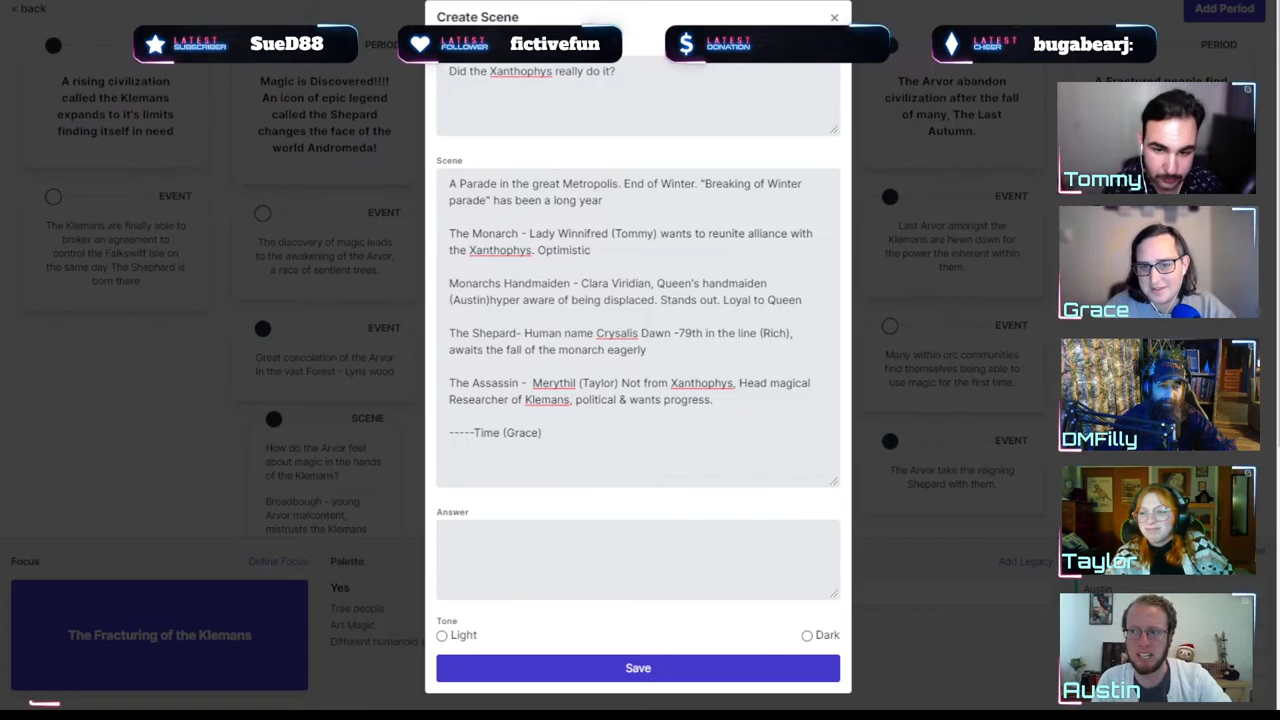 « back
Create Scene
×
Add Period
LATEST
SUBSCRIBER
SueD88
LATEST
FOLLOWER
fictivefun
LATEST
DONATION
LATEST
CHEER
bugabearj:
PERIOD
A rising civilization
called the Klemans
expands to it's limits
finding itself in need
EVENT
The Klemans are finally able to
broker an agreement to
control the Falkswiff Isle on
the same day The Shephard is
born there
Magic is Discovered!!!!
An icon of epic legend
called the Shepard
changes the face of the
world Andromeda!
EVENT
The discovery of magic leads
to the awakening of the Arvor,
a race of sentient trees.
EVENT
Great concolation of the Arvor
In the vast Forest - Lyris wood
SCENE
How do the Arvor feel
about magic in the hands
of the Klemans?
Broadbough - young
Arvor malcontent,
mistrusts the Klemans
Did the Xanthophys really do it?
Scene
A Parade in the great Metropolis. End of Winter. "Breaking of Winter
parade" has been a long year
The Monarch - Lady Winnifred (Tommy) wants to reunite alliance with
the Xanthophys. Optimistic
Monarchs Handmaiden - Clara Viridian, Queen's handmaiden
(Austin)hyper aware of being displaced. Stands out. Loyal to Queen
The Shepard- Human name Crysalis Dawn -79th in the line (Rich),
awaits the fall of the monarch eagerly
The Assassin - Merythil (Taylor) Not from Xanthophys, Head magical
Researcher of Klemans, political & wants progress.
-----Time (Grace)
Answer
Tone
Light
Dark
Save
The Arvor abandon
civilization after the fall
of many, The Last
Autumn.
EVENT
Last Arvor amongst the
Klemans are hewn down for
the power the inherent within
them.
EVENT
Many within orc communities
find themselves being able to
use magic for the first time.
EVENT
The Arvor take the reigning
Shepard with them.
PERIOD
A Fractured people find
Focus
Define Focus
The Fracturing of the Klemans
Palette
Yes
Tree people
Art Magic
Different humanoid s
Add Legacy
Austin
Tommy
Grace
DMFilly
Taylor
Austin